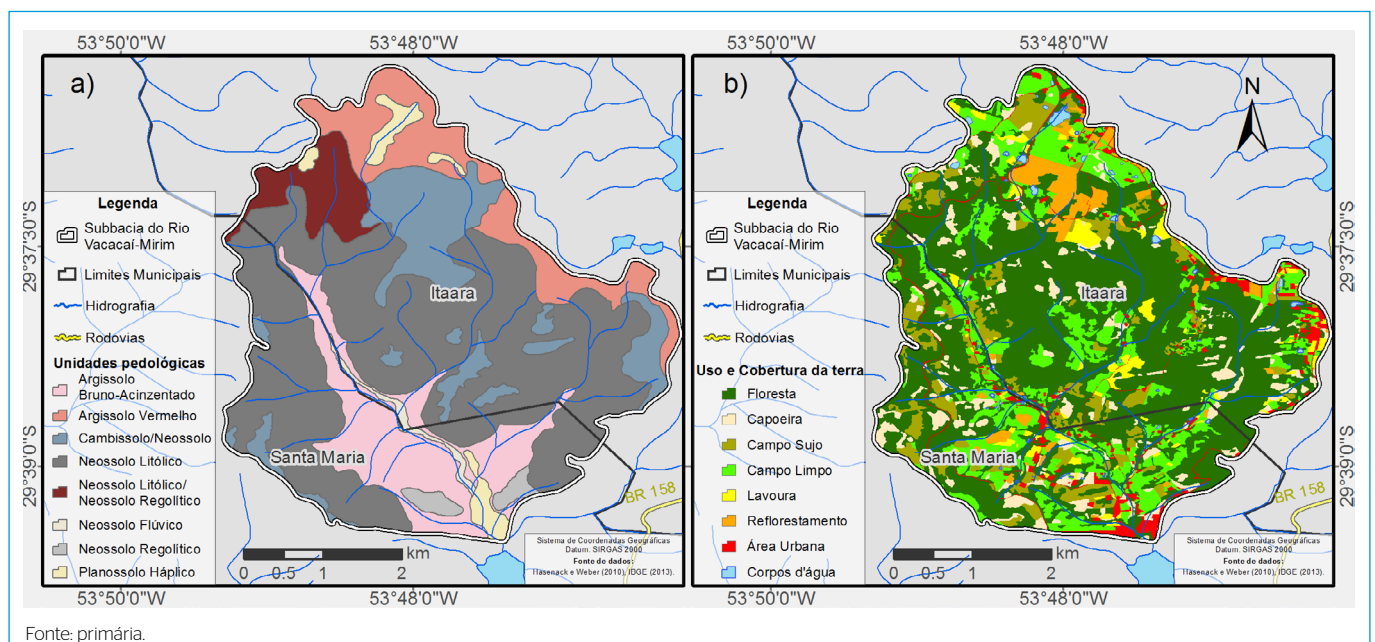 53°50'0"W
53°48'0"W
53°50'0"W
53°48'0"W
a)
b)
N
29°37'30"S
29°39'0"S
29°37'30"S
29°39'0"S
Legenda
Subbacia do Rio
Vacacaí-Mirim
Limites Municipais
Hidrografia
Rodovias
Unidades pedológicas
Argissolo
Bruno-Acinzentado
Argissolo Vermelho
Cambissolo/Neossolo
Neossolo Litólico
Neossolo Litólico/
Neossolo Regolítico
Neossolo Flúvico
Neossolo Regolítico
Planossolo Háplico
Itaara
Santa Maria
BR 158
km
0 0.5 1 2
Sistema de Coordenadas Geográficas
Datum. SIRGAS 2000
Fonte de dados:
Hasenack e Weber (2010), IDGE (2013).
Legenda
Subbacia do Rio
Vacacaí-Mirim
Limites Municipais
Hidrografia
Rodovias
Uso e Cobertura da terra
Floresta
Capoeira
Campo Sujo
Campo Limpo
Lavoura
Reflorestamento
Área Urbana
Corpos d'água
Itaara
Santa Maria
BR 158
km
0 0.5 1 2
Sistema de Coordenadas Geográficas
Datum. SIRGAS 2000
Fonte de dados:
Hasenack e Weber (2010), IDGE (2013).
53°50'0"W
53°48'0"W
53°50'0"W
53°48'0"W
Fonte: primária.